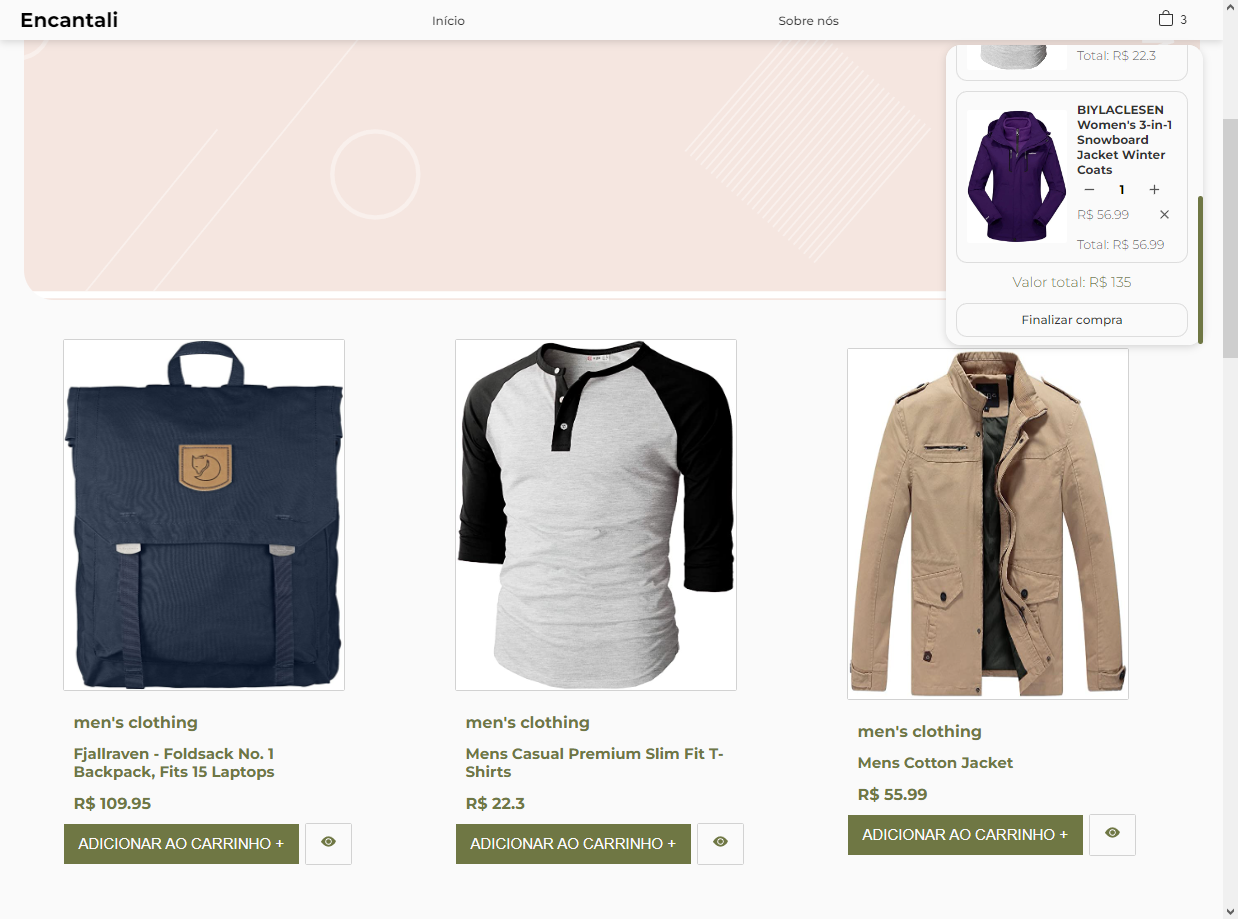 Encantali
Início
Sobre nós
3
Total: R$ 22.3
BIYLACLESEN
Women's 3-in-1
Snowboard
Jacket Winter
Coats
− 1 +
R$ 56.99 ×
Total: R$ 56.99
Valor total: R$ 135
Finalizar compra
men's clothing
Fjallraven - Foldsack No. 1
Backpack, Fits 15 Laptops
R$ 109.95
ADICIONAR AO CARRINHO +
men's clothing
Mens Casual Premium Slim Fit T-
Shirts
R$ 22.3
ADICIONAR AO CARRINHO +
men's clothing
Mens Cotton Jacket
R$ 55.99
ADICIONAR AO CARRINHO +